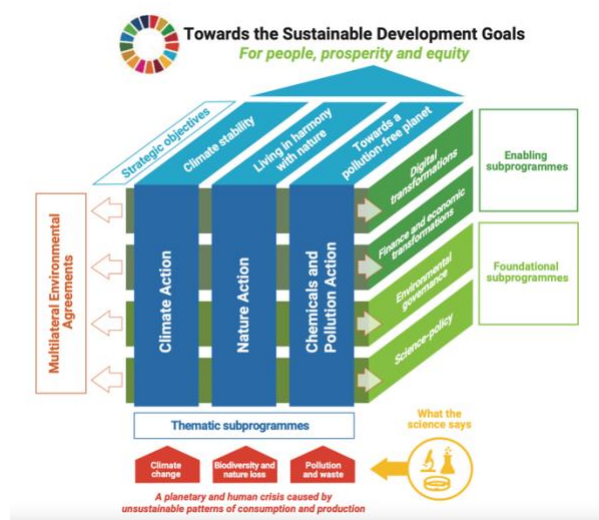 Towards the Sustainable Development Goals
For people, prosperity and equity
Strategic objectives
Climate stability
Living in harmony
with nature
Towards a
pollution-free planet
Digital
transformations
Finance and economic
transformations
Environmental
governance
Science-policy
Enabling
subprogrammes
Foundational
subprogrammes
Multilateral Environmental
Agreements
Climate Action
Nature Action
Chemicals and
Pollution Action
Thematic subprogrammes
What the
science says
Climate
change
Biodiversity and
nature loss
Pollution
and waste
A planetary and human crisis caused by
unsustainable patterns of consumption and production